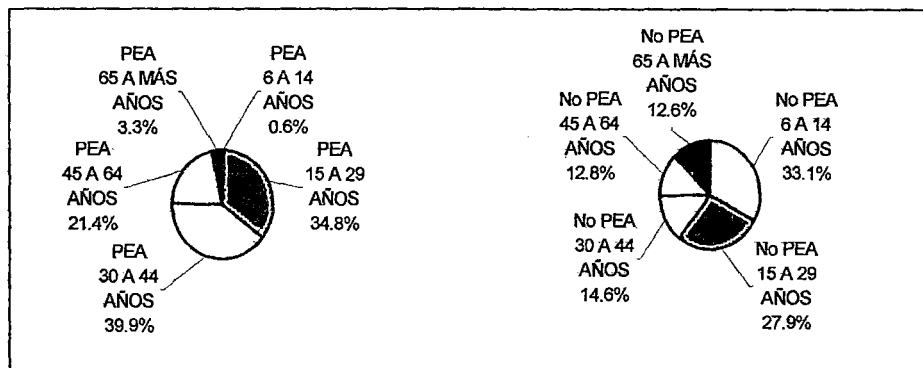 PEA
65 A MÁS
AÑOS
3.3%
PEA
6 A 14
AÑOS
0.6%
PEA
45 A 64
AÑOS
21.4%
PEA
15 A 29
AÑOS
34.8%
PEA
30 A 44
AÑOS
39.9%
No PEA
65 A MÁS
AÑOS
12.6%
No PEA
45 A 64
AÑOS
12.8%
No PEA
6 A 14
AÑOS
33.1%
No PEA
30 A 44
AÑOS
14.6%
No PEA
15 A 29
AÑOS
27.9%